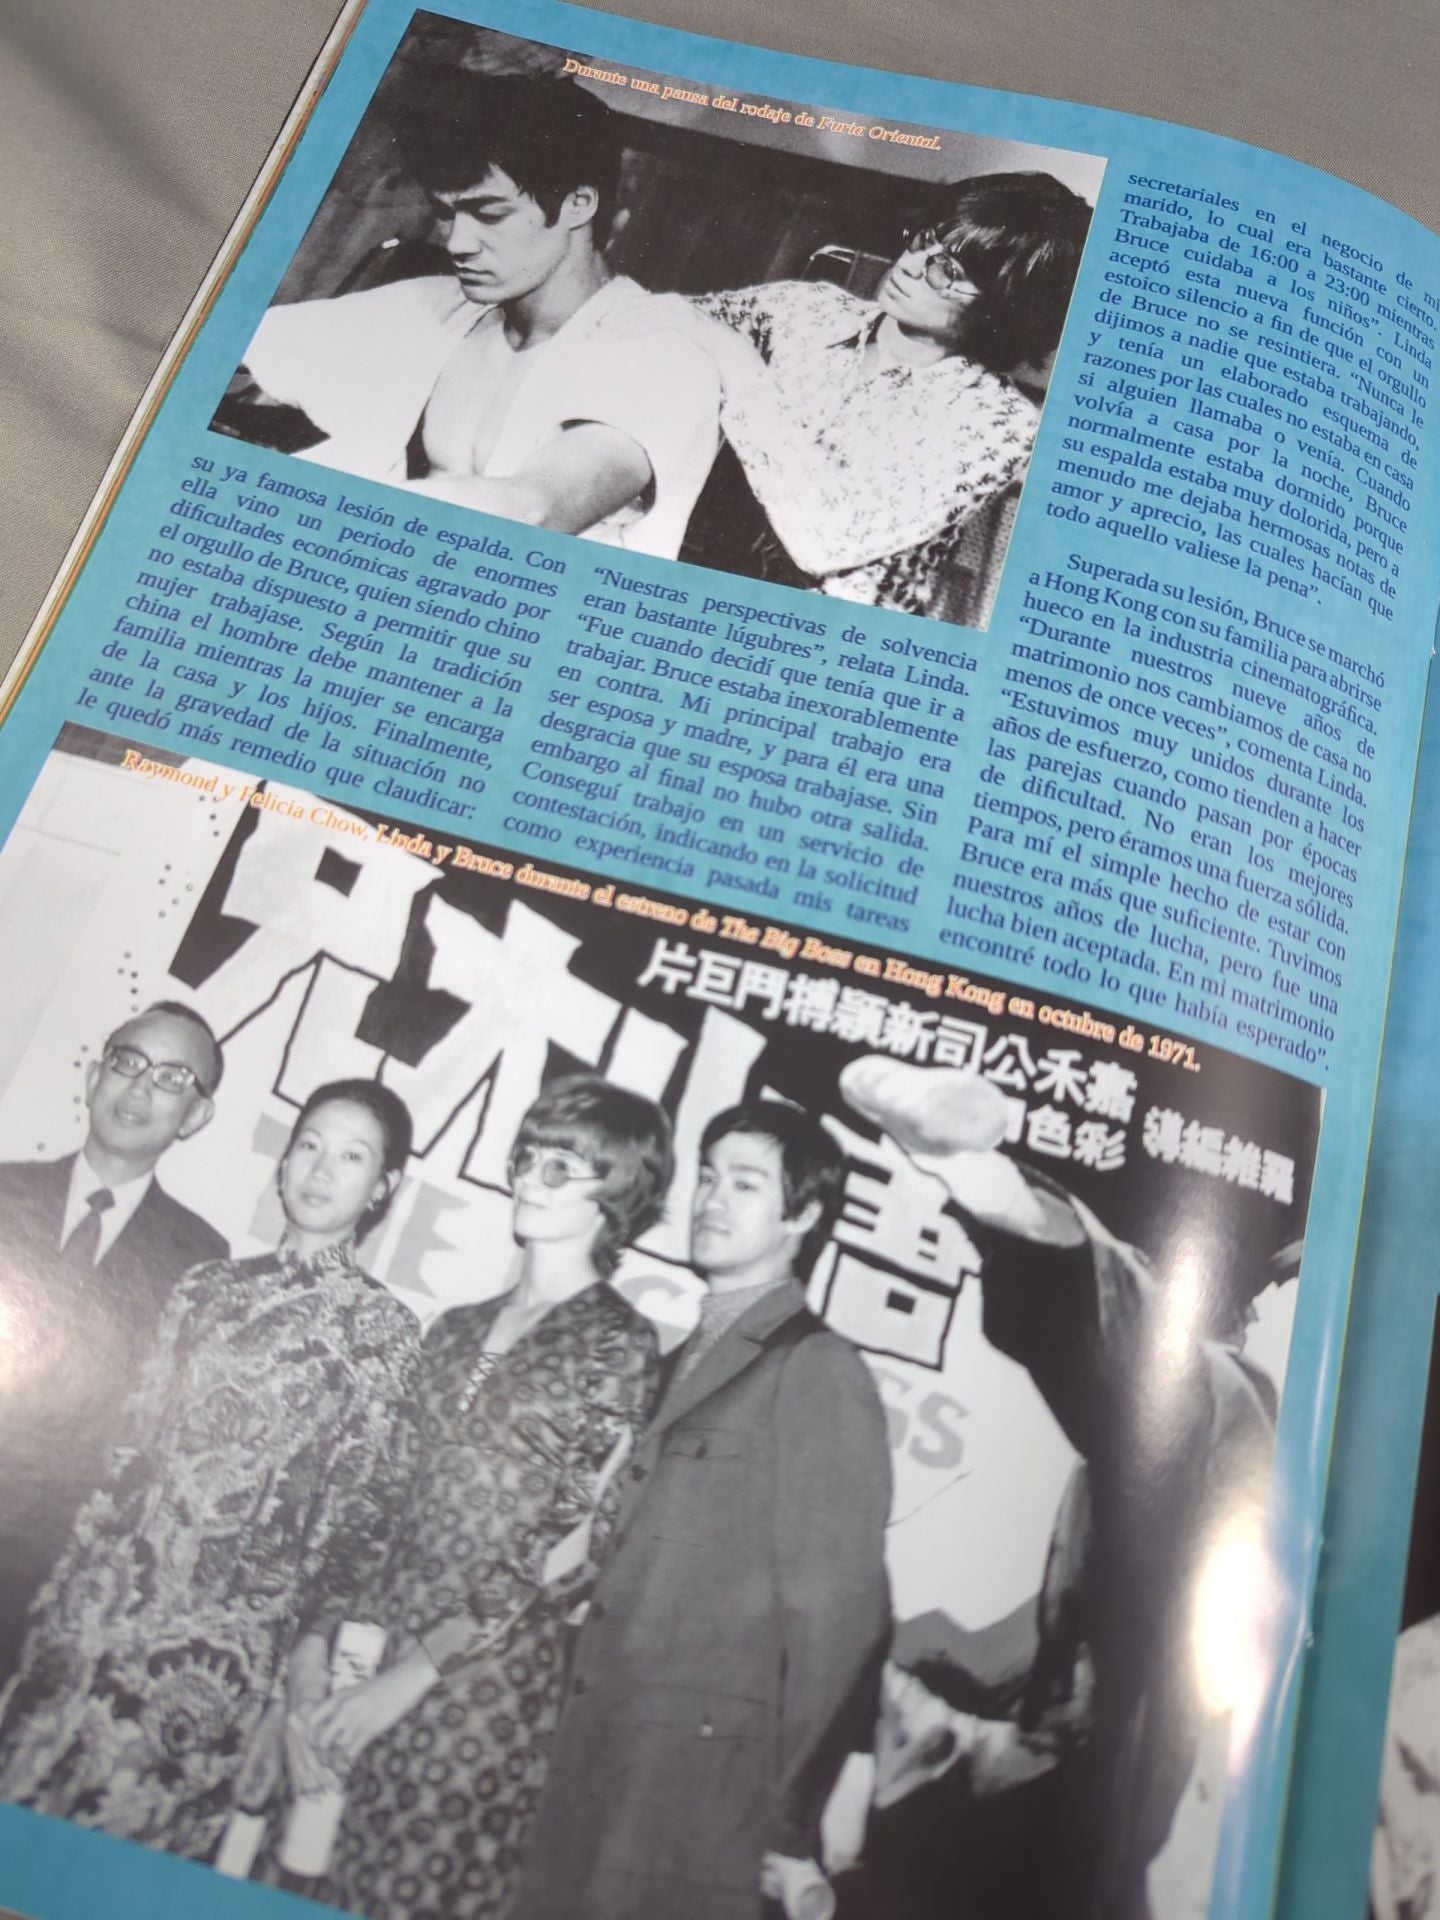 Durante una pausa del rodaje de Furia Oriental.
su ya famosa lesión de espalda. Con
ella vino un periodo de enormes
dificultades económicas agravado por
el orgullo de Bruce, quien siendo chino
no estaba dispuesto a permitir que su
mujer trabajase. Según la tradición
china el hombre debe mantener a la
familia mientras la mujer se encarga
de la casa y los hijos. Finalmente,
ante la gravedad de la situación no
le quedó más remedio que claudicar:
“Nuestras perspectivas de solvencia
eran bastante lúgubres”, relata Linda.
“Fue cuando decidí que tenía que ir a
trabajar. Bruce estaba inexorablemente
en contra. Mi principal trabajo era
ser esposa y madre, y para él era una
desgracia que su esposa trabajase. Sin
embargo al final no hubo otra salida.
Conseguí trabajo en un servicio de
contestación, indicando en la solicitud
como experiencia pasada mis tareas
secretariales en el negocio de mi
marido, lo cual era bastante cierto.
Trabajaba de 16:00 a 23:00 mientras
Bruce cuidaba a los niños”. Linda
aceptó esta nueva función con un
estoico silencio a fin de que el orgullo
de Bruce no se resintiera. “Nunca le
dijimos a nadie que estaba trabajando,
y tenía un elaborado esquema de
razones por las cuales no estaba en casa
si alguien llamaba o venía. Cuando
volvía a casa por la noche, Bruce
normalmente estaba dormido porque
su espalda estaba muy dolorida, pero a
menudo me dejaba hermosas notas de
amor y aprecio, las cuales hacían que
todo aquello valiese la pena”.
Superada su lesión, Bruce se marchó
a Hong Kong con su familia para abrirse
hueco en la industria cinematográfica.
“Durante nuestros nueve años de
matrimonio nos cambiamos de casa no
menos de once veces”, comenta Linda.
“Estuvimos muy unidos durante los
años de esfuerzo, como tienden a hacer
las parejas cuando pasan por épocas
de dificultad. No eran los mejores
tiempos, pero éramos una fuerza sólida.
Para mí el simple hecho de estar con
Bruce era más que suficiente. Tuvimos
nuestros años de lucha, pero fue una
lucha bien aceptada. En mi matrimonio
encontré todo lo que había esperado”.
Raymond y Felicia Chow, Linda y Bruce durante el estreno de The Big Boss en Hong Kong en octubre de 1971.
片巨鬥搏穎新司公禾嘉
色彩
導編維羅
THE